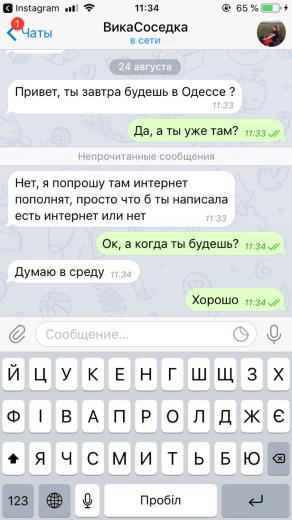 Instagram 11:34 65 %
1
Чаты
ВикаСоседка
в сети
24 августа
Привет, ты завтра будешь в Одессе ?
11:33
Да, а ты уже там? 11:33
Непрочитанные сообщения
Нет, я попрошу там интернет
пополнят, просто что б ты написала
есть интернет или нет
11:33
Ок, а когда ты будешь? 11:34
Думаю в среду 11:34
Хорошо 11:34
Сообщение...
Й Ц У К Е Н Г Ш Щ З Х
Ф І В А П Р О Л Д Ж Є
Я Ч С М И Т Ь Б Ю
123 Пробіл